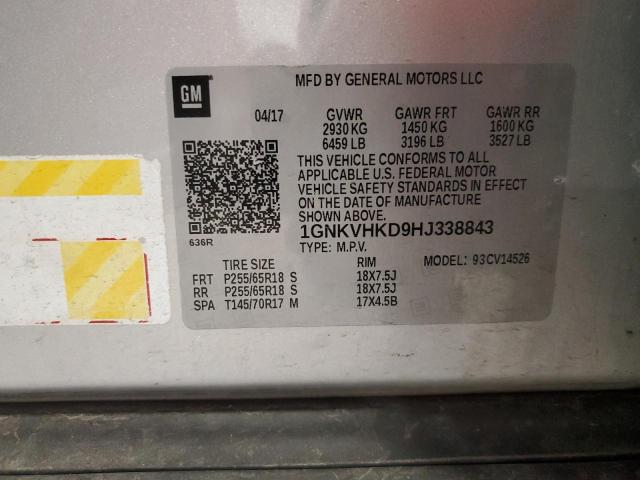 GM
MFD BY GENERAL MOTORS LLC
04/17 GVWR GAWR FRT GAWR RR
2930 KG 1450 KG 1600 KG
6459 LB 3196 LB 3527 LB
THIS VEHICLE CONFORMS TO ALL
APPLICABLE U.S. FEDERAL MOTOR
VEHICLE SAFETY STANDARDS IN EFFECT
ON THE DATE OF MANUFACTURE
SHOWN ABOVE.
636R 1GNKVHKD9HJ338843
TYPE: M.P.V.
TIRE SIZE RIM MODEL: 93CV14526
FRT P255/65R18 S 18X7.5J
RR P255/65R18 S 18X7.5J
SPA T145/70R17 M 17X4.5B